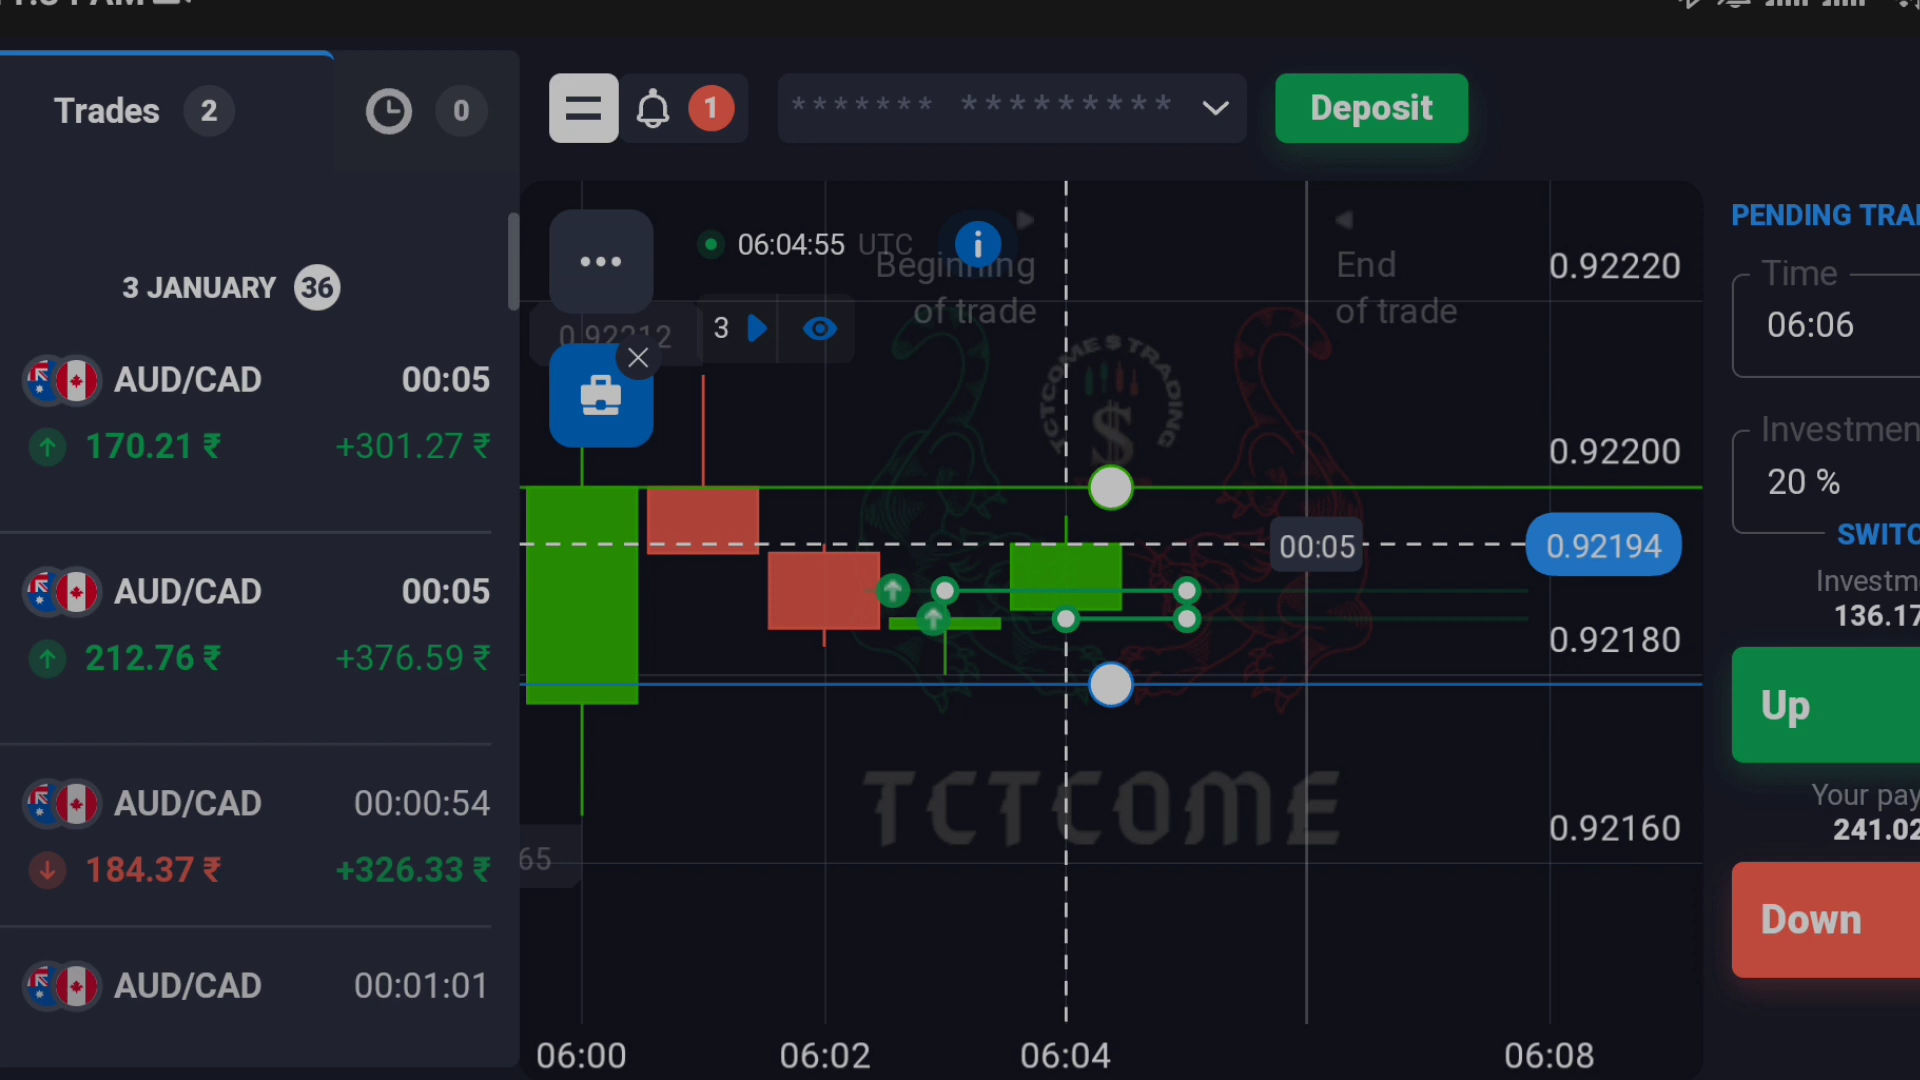 Trades 2
0
1
******* *********
Deposit
3 JANUARY 36
AUD/CAD 00:05
170.21 ₹ +301.27 ₹
AUD/CAD 00:05
212.76 ₹ +376.59 ₹
AUD/CAD 00:00:54
184.37 ₹ +326.33 ₹
AUD/CAD 00:01:01
06:04:55 UTC
Beginning
of trade
End
of trade
0.92212 3
TCTCOME $ TRADING
$
TCTCOME
00:05
65
0.92220
0.92200
0.92194
0.92180
0.92160
06:00 06:02 06:04 06:08
PENDING TRA
Time
06:06
Investmen
20 %
SWITC
Investm
136.17
Up
Your pay
241.02
Down